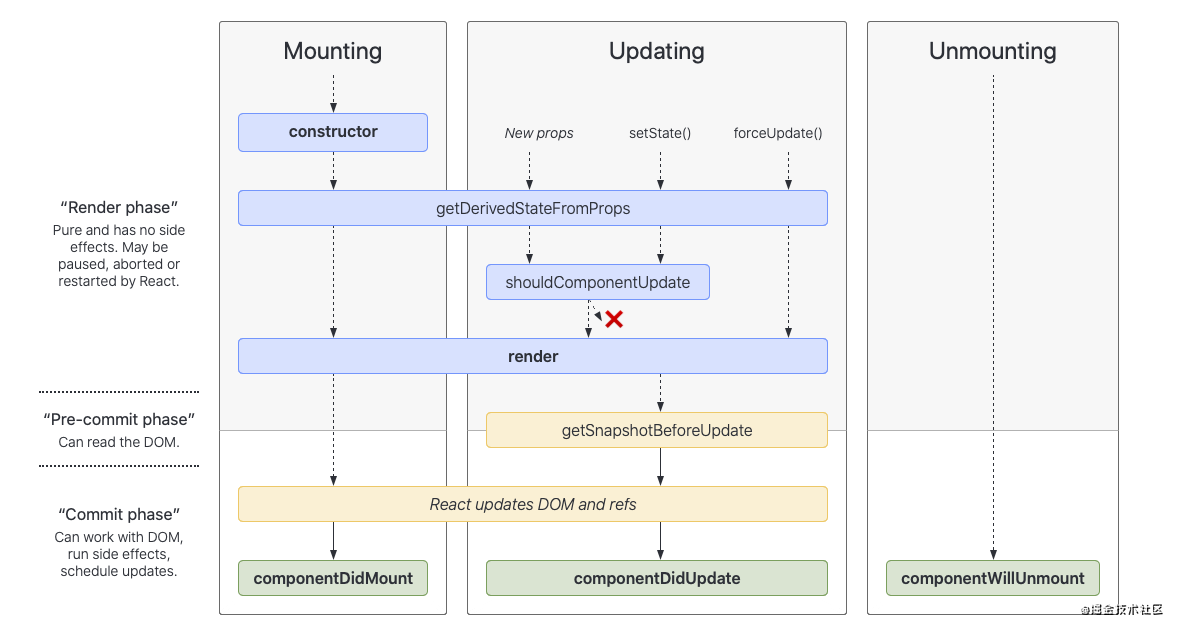 Mounting
Updating
Unmounting
constructor
New props
setState()
forceUpdate()
“Render phase”
Pure and has no side
effects. May be
paused, aborted or
restarted by React.
getDerivedStateFromProps
shouldComponentUpdate
render
“Pre-commit phase”
Can read the DOM.
getSnapshotBeforeUpdate
React updates DOM and refs
“Commit phase”
Can work with DOM,
run side effects,
schedule updates.
componentDidMount
componentDidUpdate
componentWillUnmount
@掘金技术社区